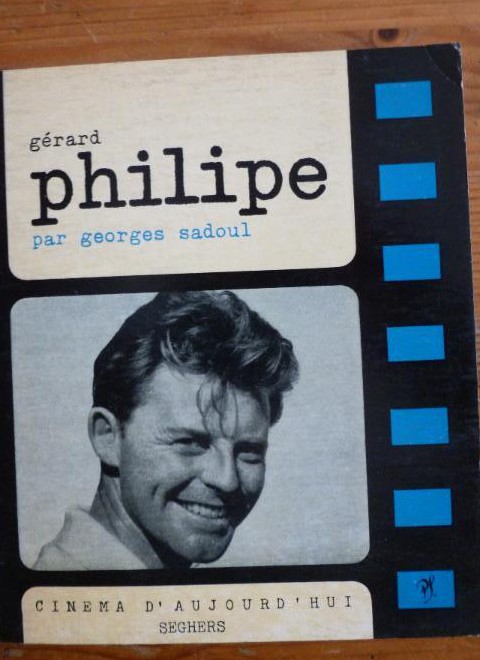 gérard
philipe
par georges sadoul
CINEMA D'AUJOURD'HUI
SEGHERS